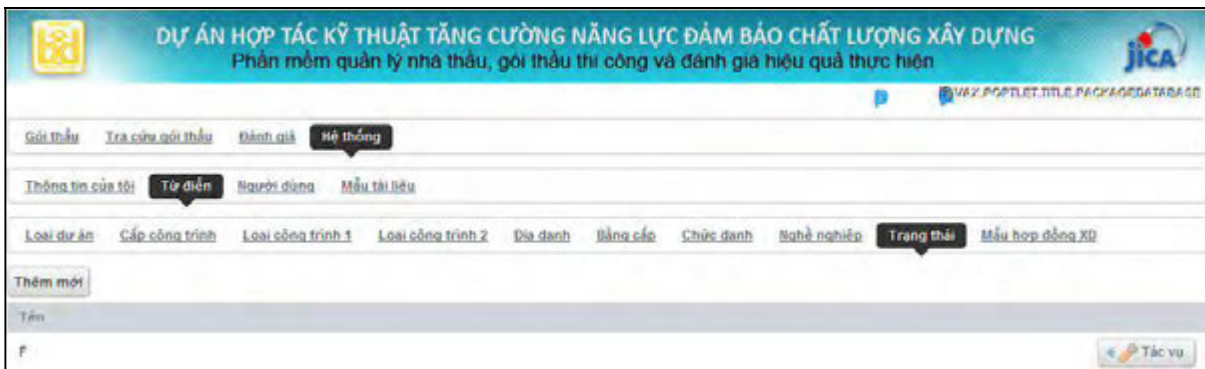 DỰ ÁN HỢP TÁC KỸ THUẬT TĂNG CƯỜNG NĂNG LỰC ĐẢM BẢO CHẤT LƯỢNG XÂY DỰNG
Phần mềm quản lý nhà thầu, gói thầu thi công và đánh giá hiệu quả thực hiện
jICA
VAX.PORTLET.TITLE.PACKAGEDATABASE
Gói thầu Tra cứu gói thầu Đánh giá Hệ thống
Thông tin của tôi Từ điển Người dùng Mẫu tài liệu
Loại dự án Cấp công trình Loại công trình 1 Loại công trình 2 Địa danh Bằng cấp Chức danh Nghề nghiệp Trạng thái Mẫu hợp đồng XD
Thêm mới
Tên
Tác vụ